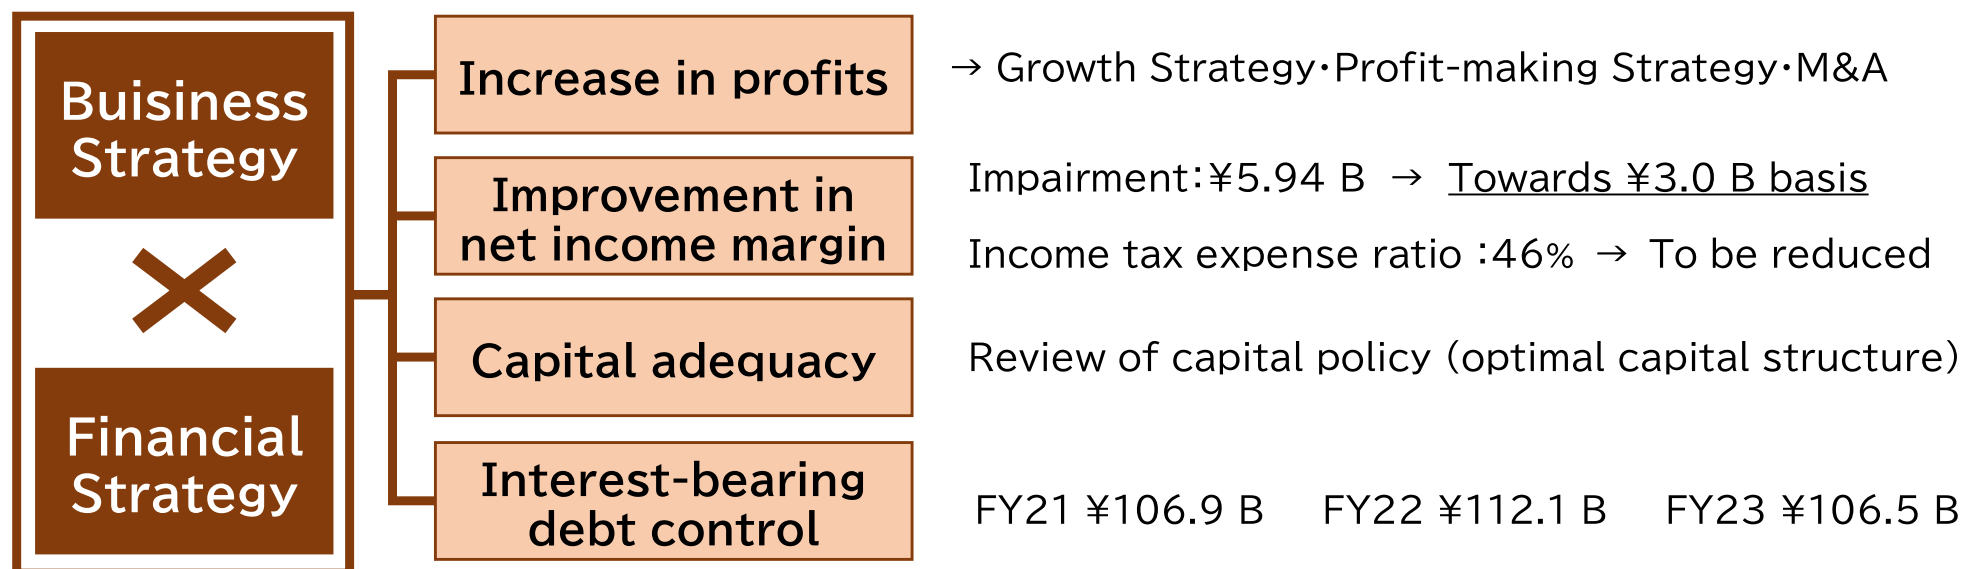 Buisiness
Strategy
Financial
Strategy
Increase in profits
→ Growth Strategy・Profit-making Strategy・M&A
Improvement in
net income margin
Impairment：¥5.94 B → Towards ¥3.0 B basis
Income tax expense ratio ：46% → To be reduced
Capital adequacy
Review of capital policy (optimal capital structure)
Interest-bearing
debt control
FY21 ¥106.9 B FY22 ¥112.1 B FY23 ¥106.5 B